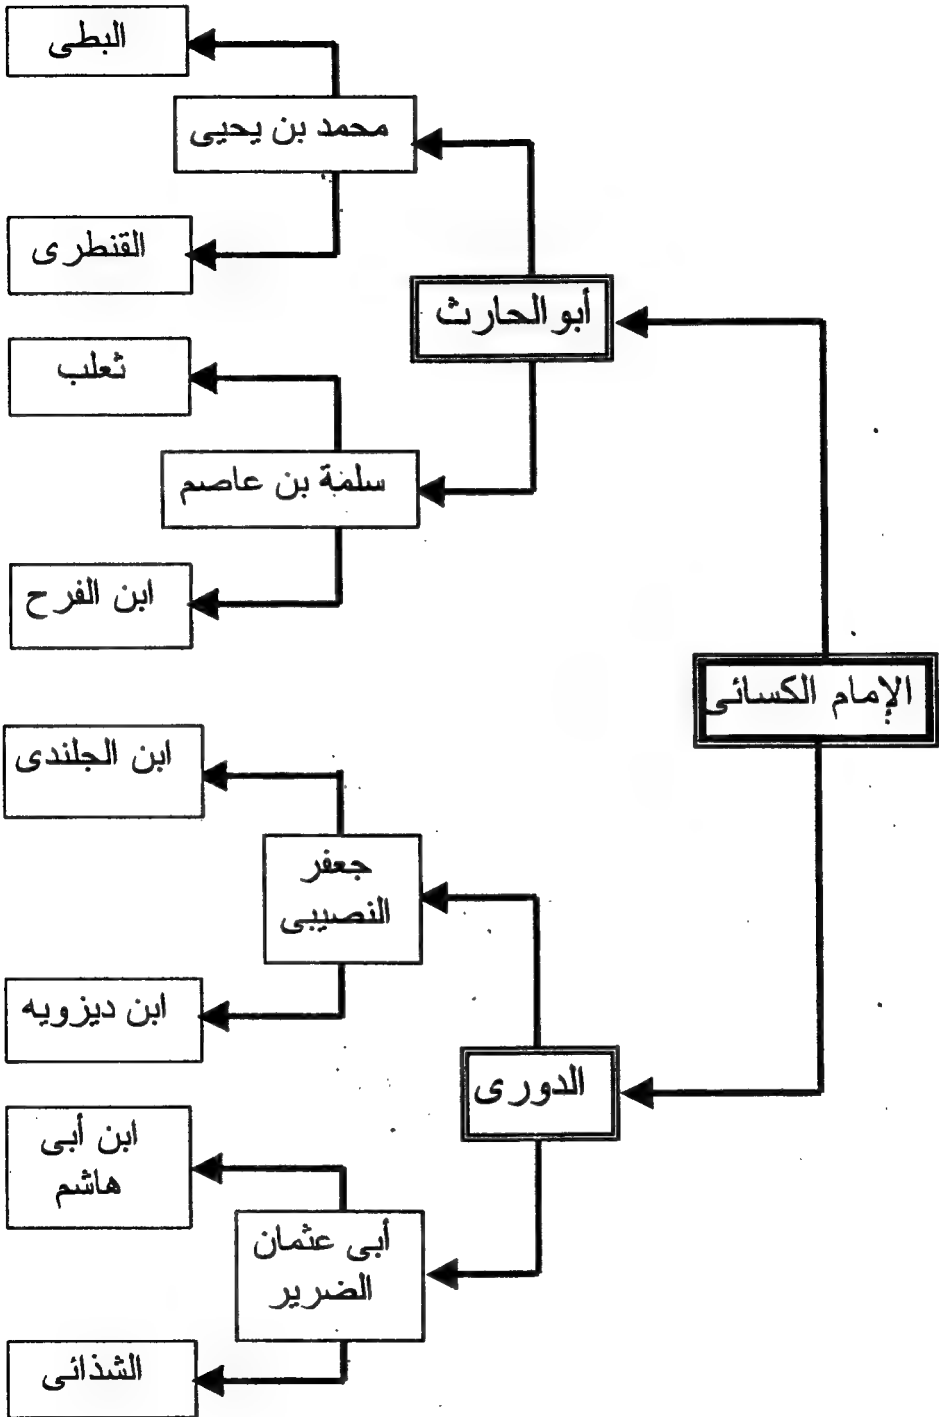 البطى
محمد بن يحيى
القنطرى
أبو الحارث
ثعلب
سلمة بن عاصم
ابن الفرح
الإمام الكسائى
ابن الجلندى
جعفر
النصيبى
ابن ديزويه
الدورى
ابن أبى
هاشم
أبى عثمان
الضرير
الشذائى